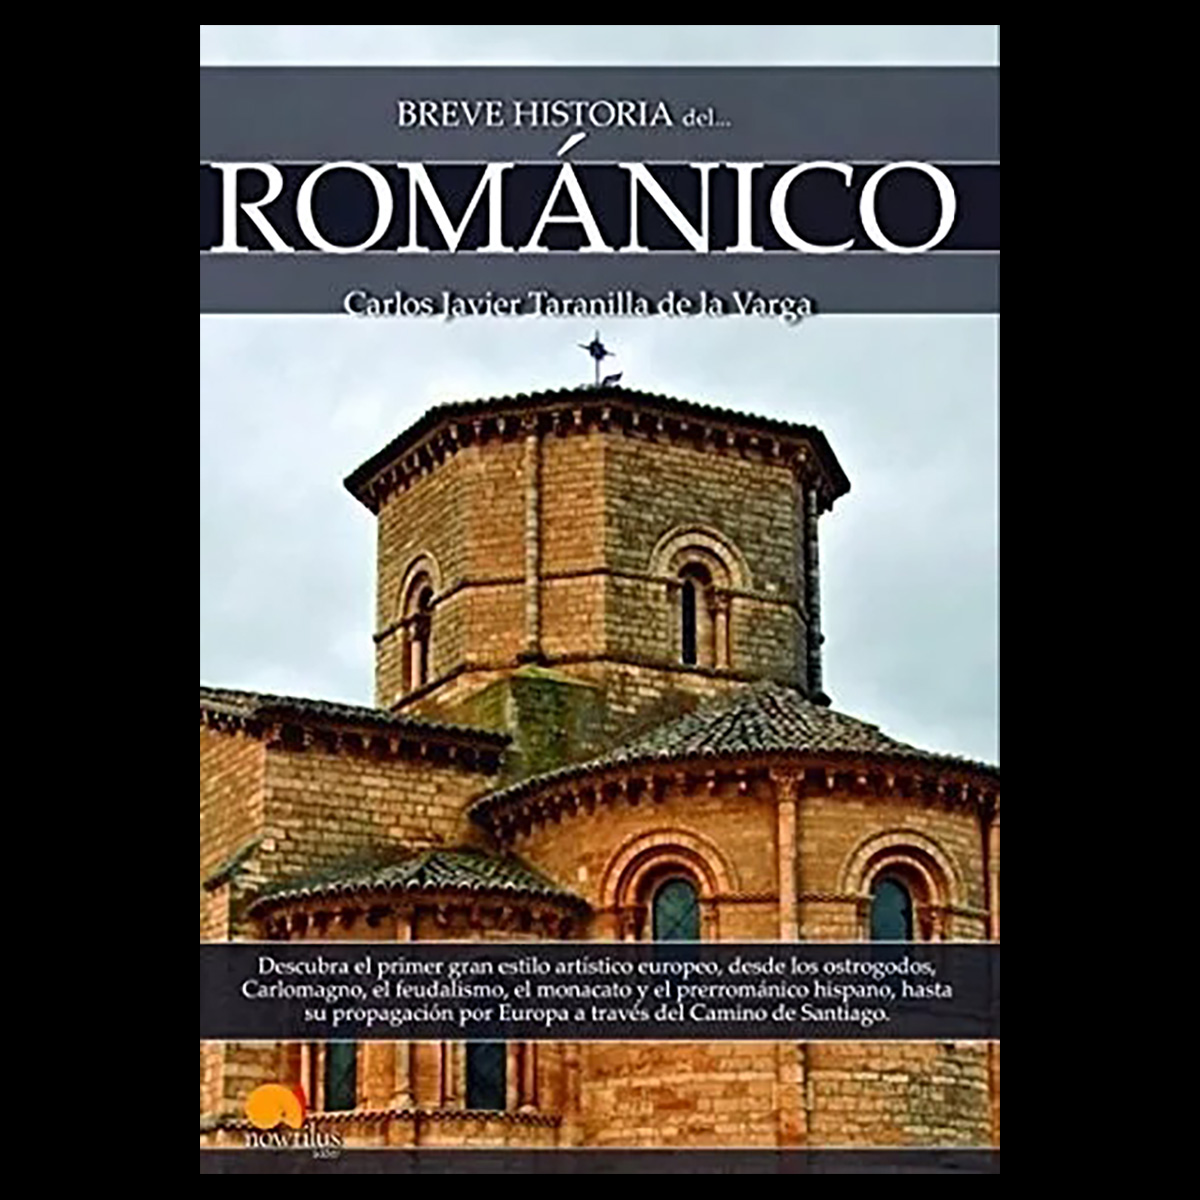 BREVE HISTORIA del...
ROMÁNICO
Carlos Javier Taranilla de la Varga
Descubra el primer gran estilo artístico europeo, desde los ostrogodos,
Carlomagno, el feudalismo, el monacato y el prerrománico hispano, hasta
su propagación por Europa a través del Camino de Santiago.
nowtilus